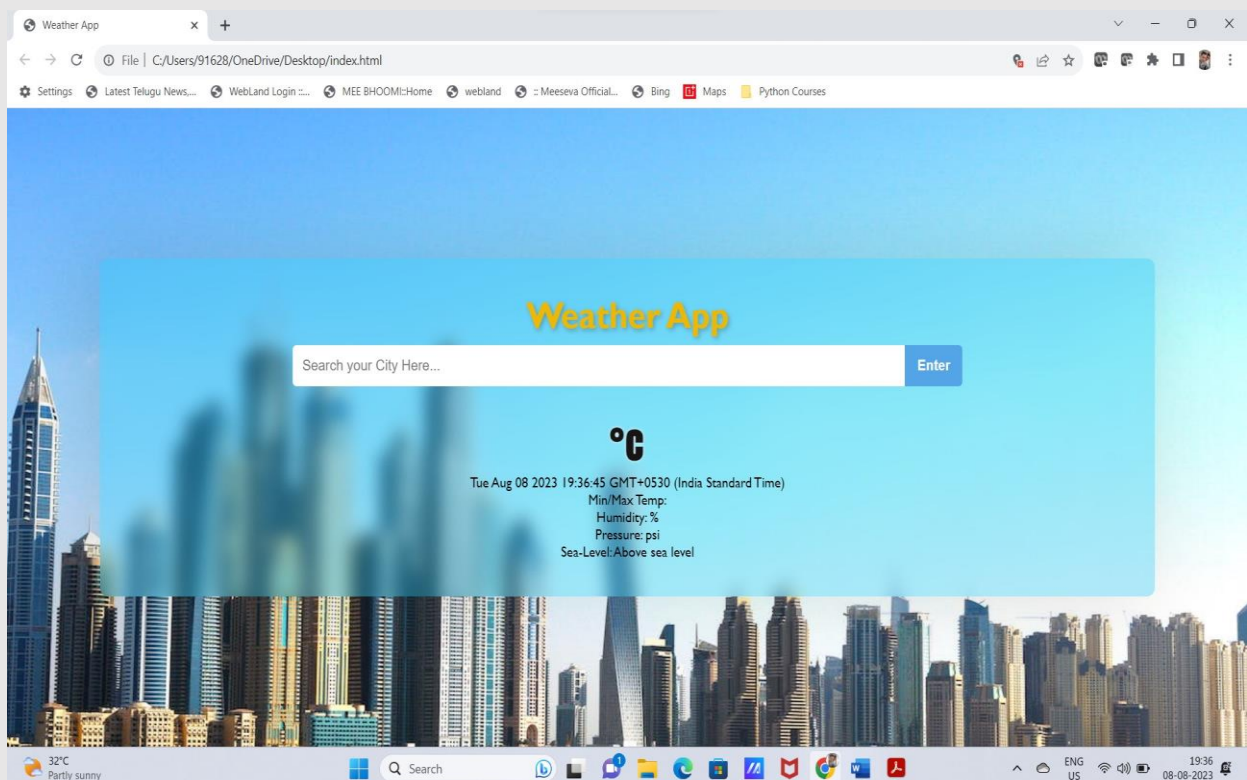 Weather App
File | C:/Users/91628/OneDrive/Desktop/index.html
Settings Latest Telugu News,... WebLand Login ::... MEE BHOOMI::Home webland :: Meeseva Official... Bing Maps Python Courses
Weather App
Search your City Here... Enter
°C
Tue Aug 08 2023 19:36:45 GMT+0530 (India Standard Time)
Min/Max Temp:
Humidity: %
Pressure: psi
Sea-Level:Above sea level
32°C
Partly sunny
Search
1
ENG
US
19:36
08-08-2023